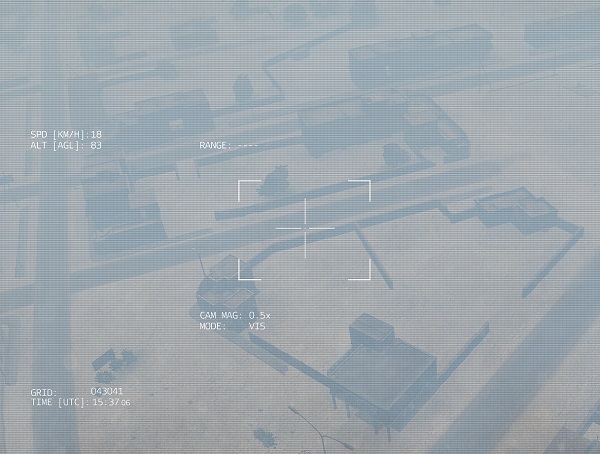 SPD [KM/H]: 18
ALT [AGL]: 83
RANGE: ----
CAM MAG: 0.5x
MODE: VIS
GRID: 043041
TIME [UTC]: 15:37:06